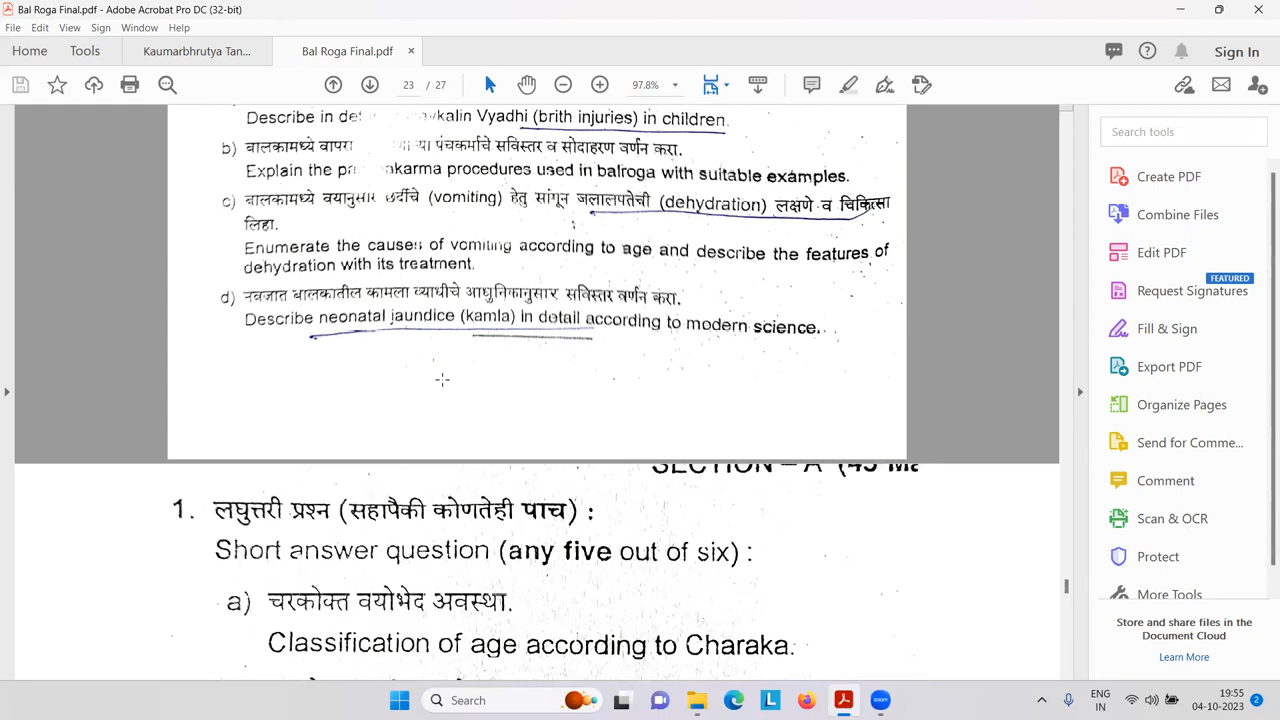 Bal Roga Final.pdf - Adobe Acrobat Pro DC (32-bit)
File Edit View Sign Window Help
Home Tools Kaumarbhrutya Tan... Bal Roga Final.pdf × Sign In
23 / 27 97.8%
Describe in Vyadhi (brith injuries) in children.
b) बालकामध्ये पंचकर्माचे सविस्तर व सोदाहरण वर्णन करा.
Explain the procedures used in balroga with suitable examples.
c) बालकामध्ये वयानुसार छर्दीचे (vomiting) हेतु सांगून जलालपतेची (dehydration) लक्षणे व चिकित्सा
लिहा.
Enumerate the causes of vomiting according to age and describe the features of
dehydration with its treatment.
d) नवजात बालकातील कामला व्याधीचे आधुनिकानुसार सविस्तर वर्णन करा.
Describe neonatal jaundice (kamla) in detail according to modern science.
SECTION – A
1. लघुत्तरी प्रश्न (सहापैकी कोणतेही पाच) :
Short answer question (any five out of six) :
a) चरकोक्त वयोभेद अवस्था.
Classification of age according to Charaka.
Search tools
Create PDF
Combine Files
Edit PDF
FEATURED
Request Signatures
Fill & Sign
Export PDF
Organize Pages
Send for Comme...
Comment
Scan & OCR
Protect
More Tools
Store and share files in the
Document Cloud
Learn More
Search
L
ENG
IN
19:55
04-10-2023
2